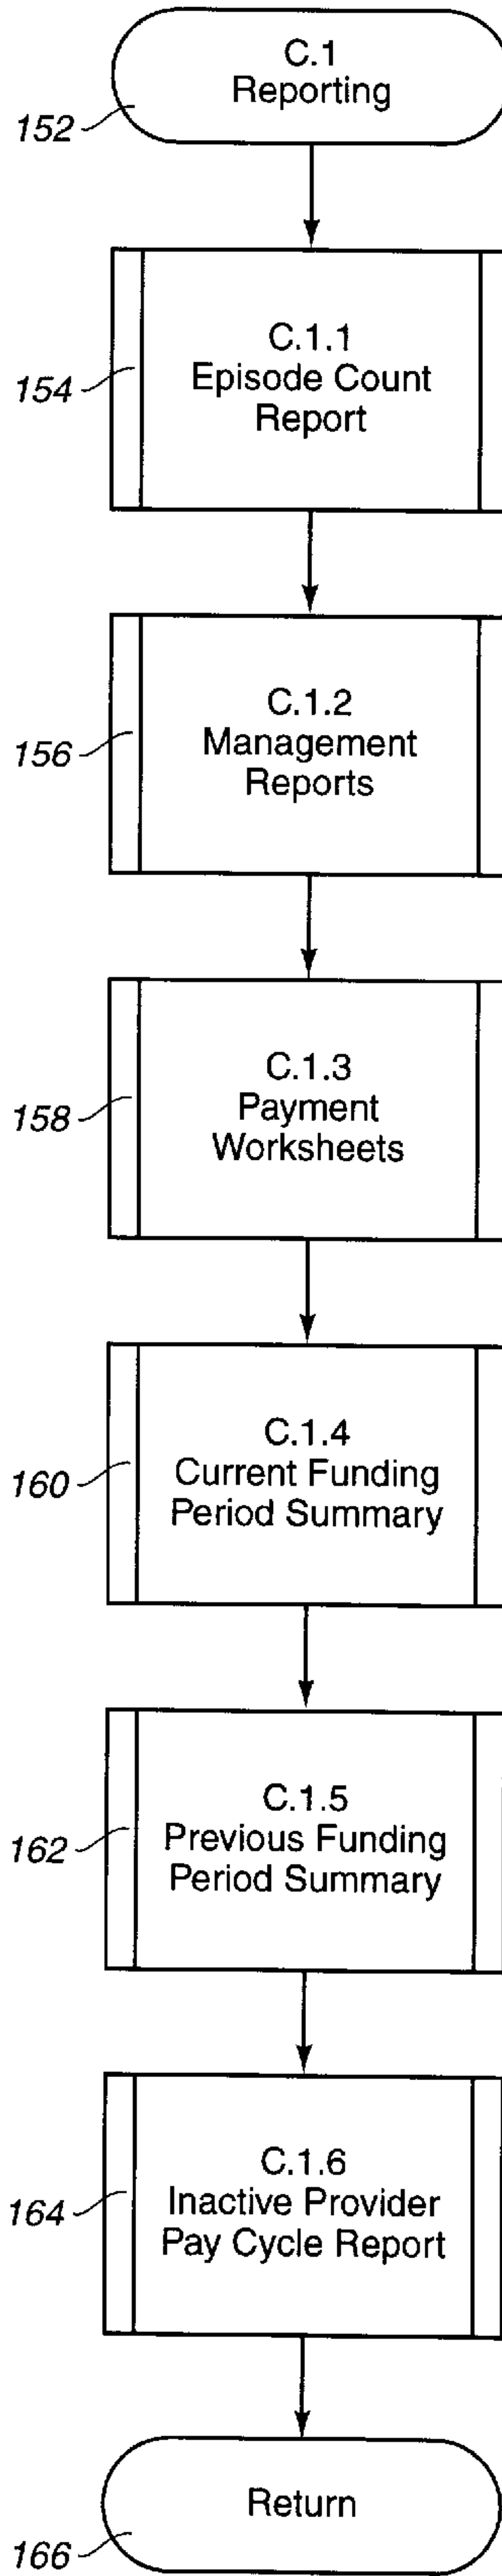 C.1
Reporting
152
C.1.1
Episode Count
Report
154
C.1.2
Management
Reports
156
C.1.3
Payment
Worksheets
158
C.1.4
Current Funding
Period Summary
160
C.1.5
Previous Funding
Period Summary
162
C.1.6
Inactive Provider
Pay Cycle Report
164
Return
166